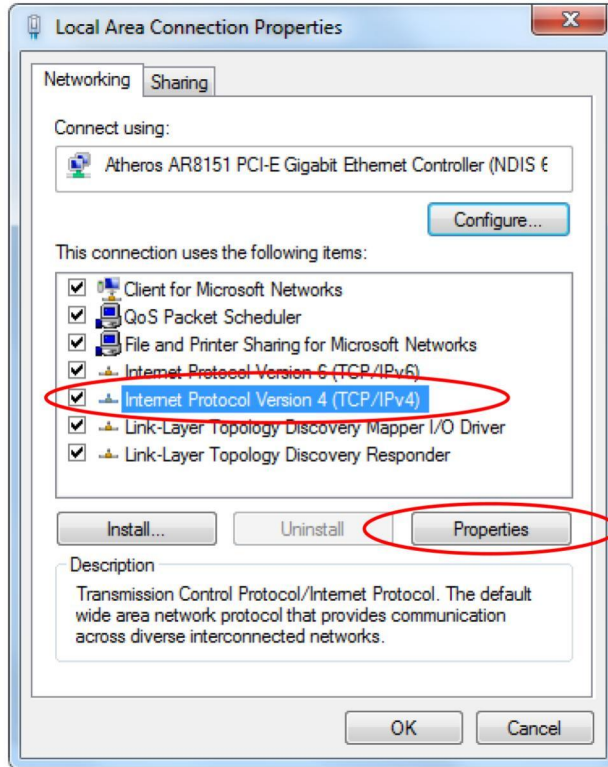 Local Area Connection Properties
Networking
Sharing
Connect using:
Atheros AR8151 PCI-E Gigabit Ethernet Controller (NDIS 6
Configure...
This connection uses the following items:
Client for Microsoft Networks
QoS Packet Scheduler
File and Printer Sharing for Microsoft Networks
Internet Protocol Version 6 (TCP/IPv6)
Internet Protocol Version 4 (TCP/IPv4)
Link-Layer Topology Discovery Mapper I/O Driver
Link-Layer Topology Discovery Responder
Install...
Uninstall
Properties
Description
Transmission Control Protocol/Internet Protocol. The default
wide area network protocol that provides communication
across diverse interconnected networks.
OK
Cancel